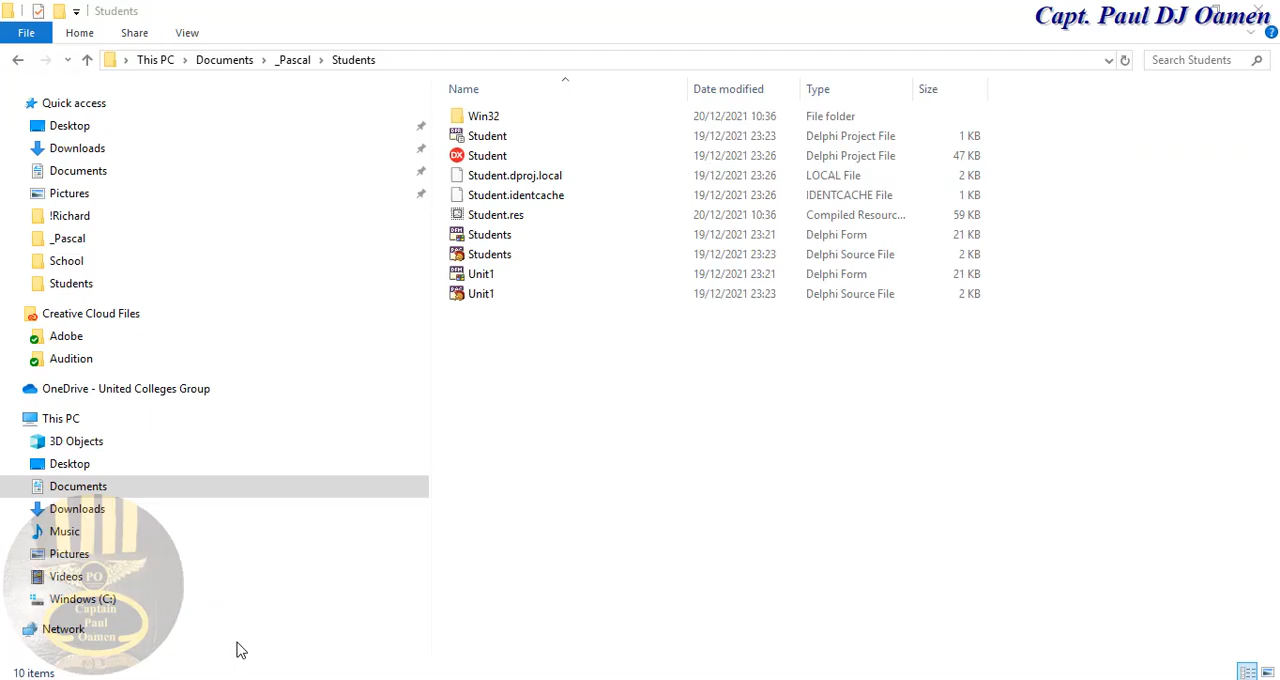 Students
Capt. Paul DJ Oamen
File Home Share View
This PC Documents _Pascal Students
Search Students
Name Date modified Type Size
Quick access
Desktop
Downloads
Documents
Pictures
!Richard
_Pascal
School
Students
Creative Cloud Files
Adobe
Audition
OneDrive - United Colleges Group
This PC
3D Objects
Desktop
Documents
Downloads
Music
Pictures
Videos
Windows (C:)
Network
Win32 20/12/2021 10:36 File folder
Student 19/12/2021 23:23 Delphi Project File 1 KB
Student 19/12/2021 23:26 Delphi Project File 47 KB
Student.dproj.local 19/12/2021 23:26 LOCAL File 2 KB
Student.identcache 19/12/2021 23:26 IDENTCACHE File 1 KB
Student.res 20/12/2021 10:36 Compiled Resourc... 59 KB
Students 19/12/2021 23:21 Delphi Form 21 KB
Students 19/12/2021 23:23 Delphi Source File 2 KB
Unit1 19/12/2021 23:21 Delphi Form 21 KB
Unit1 19/12/2021 23:23 Delphi Source File 2 KB
PO
Captain
Paul
Oamen
10 items